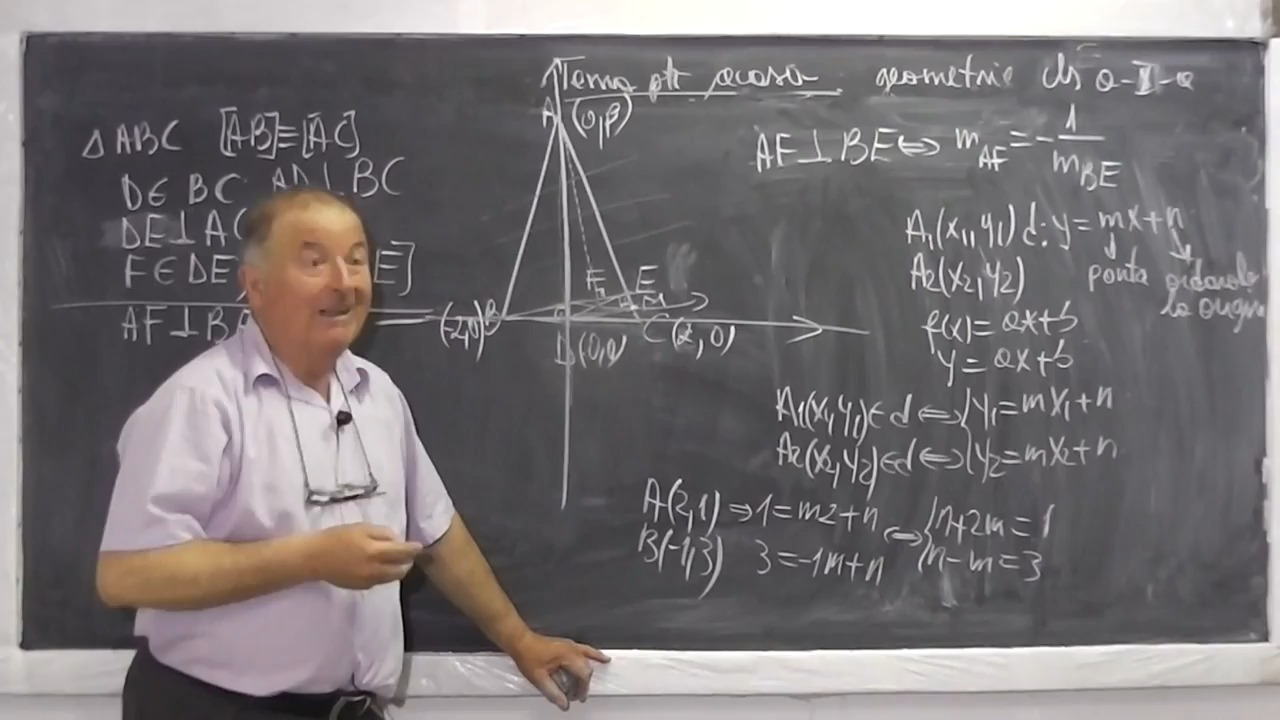 Temă pt acasă geometrie cls a-X-a
△ABC [AB]≡[AC]
D∈BC AD⊥BC
DE⊥AC
F∈DE, E]
AF⊥B
A(0,β)
F E M
(-2,0)B C(2,0)
D(0,0)
AF⊥BE⇔ m_AF=-1/m_BE
A₁(x₁,y₁) d:y=mx+n
A₂(x₂,y₂) panta ordonata la origine
f(x)=ax+b
y=ax+b
A₁(x₁,y₁)∈d⇔{y₁=mx₁+n
A₂(x₂,y₂)∈d⇔{y₂=mx₂+n
A(2,1)⇒1=m2+n ⇔{n+2m=1
B(-1,3) 3=-1m+n {n-m=3